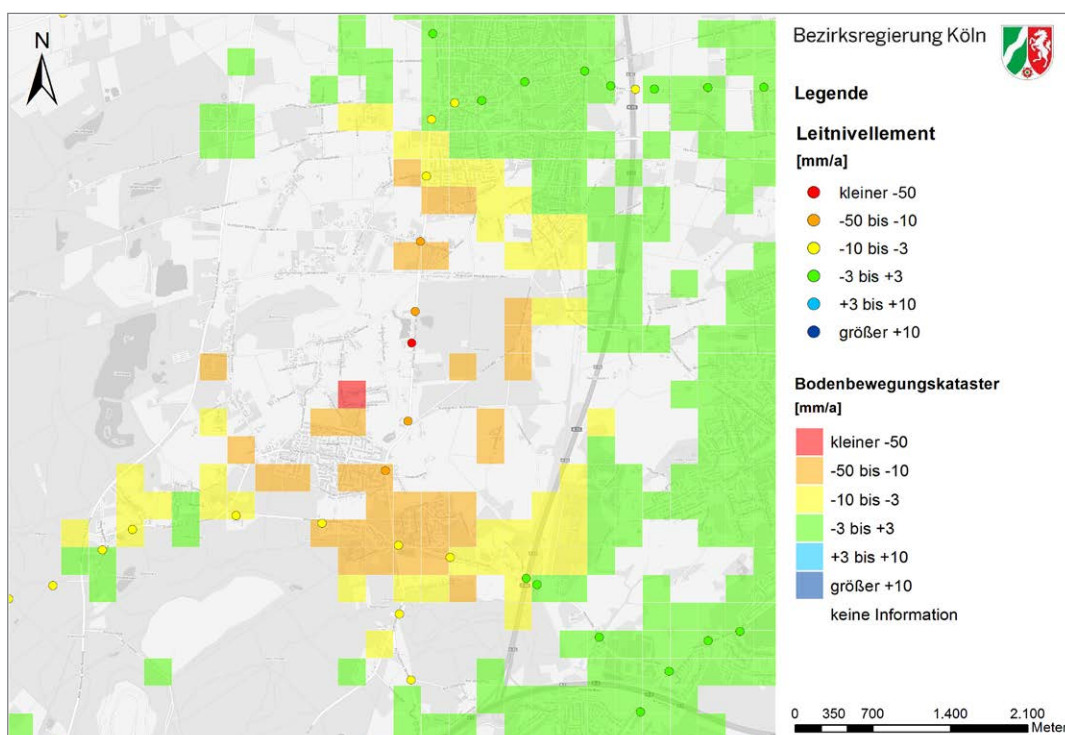 N
Bezirksregierung Köln
Legende
Leitnivellement
[mm/a]
kleiner -50
-50 bis -10
-10 bis -3
-3 bis +3
+3 bis +10
größer +10
Bodenbewegungskataster
[mm/a]
kleiner -50
-50 bis -10
-10 bis -3
-3 bis +3
+3 bis +10
größer +10
keine Information
0 350 700 1.400 2.100
Meter